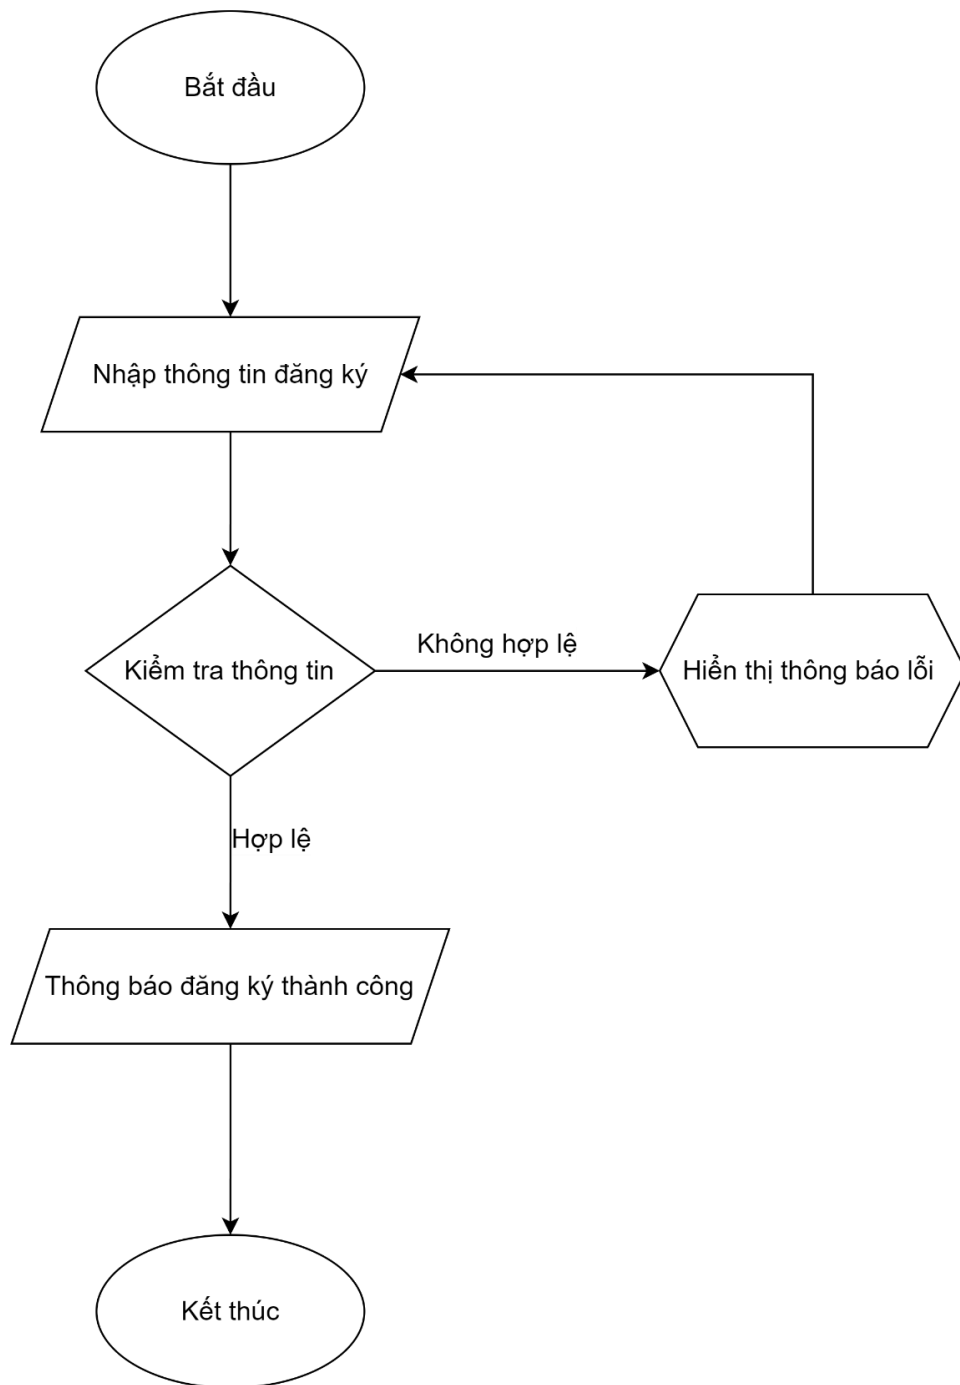 Bắt đầu
Nhập thông tin đăng ký
Kiểm tra thông tin
Không hợp lệ
Hiển thị thông báo lỗi
Hợp lệ
Thông báo đăng ký thành công
Kết thúc